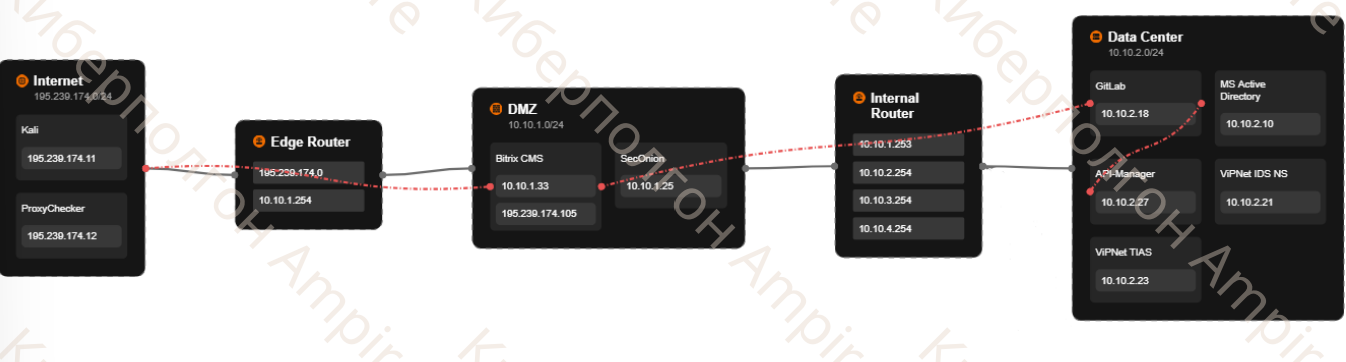 Internet
195.239.174.0/24
Kali
195.239.174.11
ProxyChecker
195.239.174.12
Edge Router
195.239.174.0
10.10.1.254
DMZ
10.10.1.0/24
Bitrix CMS
10.10.1.33
195.239.174.105
SecOnion
10.10.1.25
Internal
Router
10.10.1.253
10.10.2.254
10.10.3.254
10.10.4.254
Data Center
10.10.2.0/24
GitLab
10.10.2.18
MS Active
Directory
10.10.2.10
API-Manager
10.10.2.27
ViPNet IDS NS
10.10.2.21
ViPNet TIAS
10.10.2.23
Киберполигон Ampire